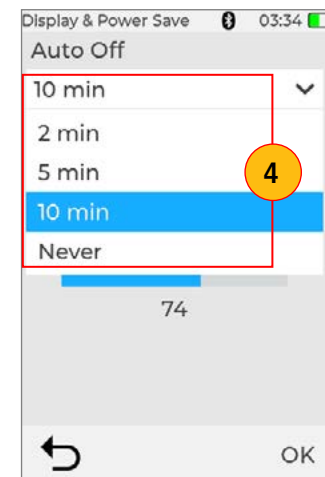 Display & Power Save 03:34
Auto Off
10 min
2 min
5 min
4
10 min
Never
74
OK